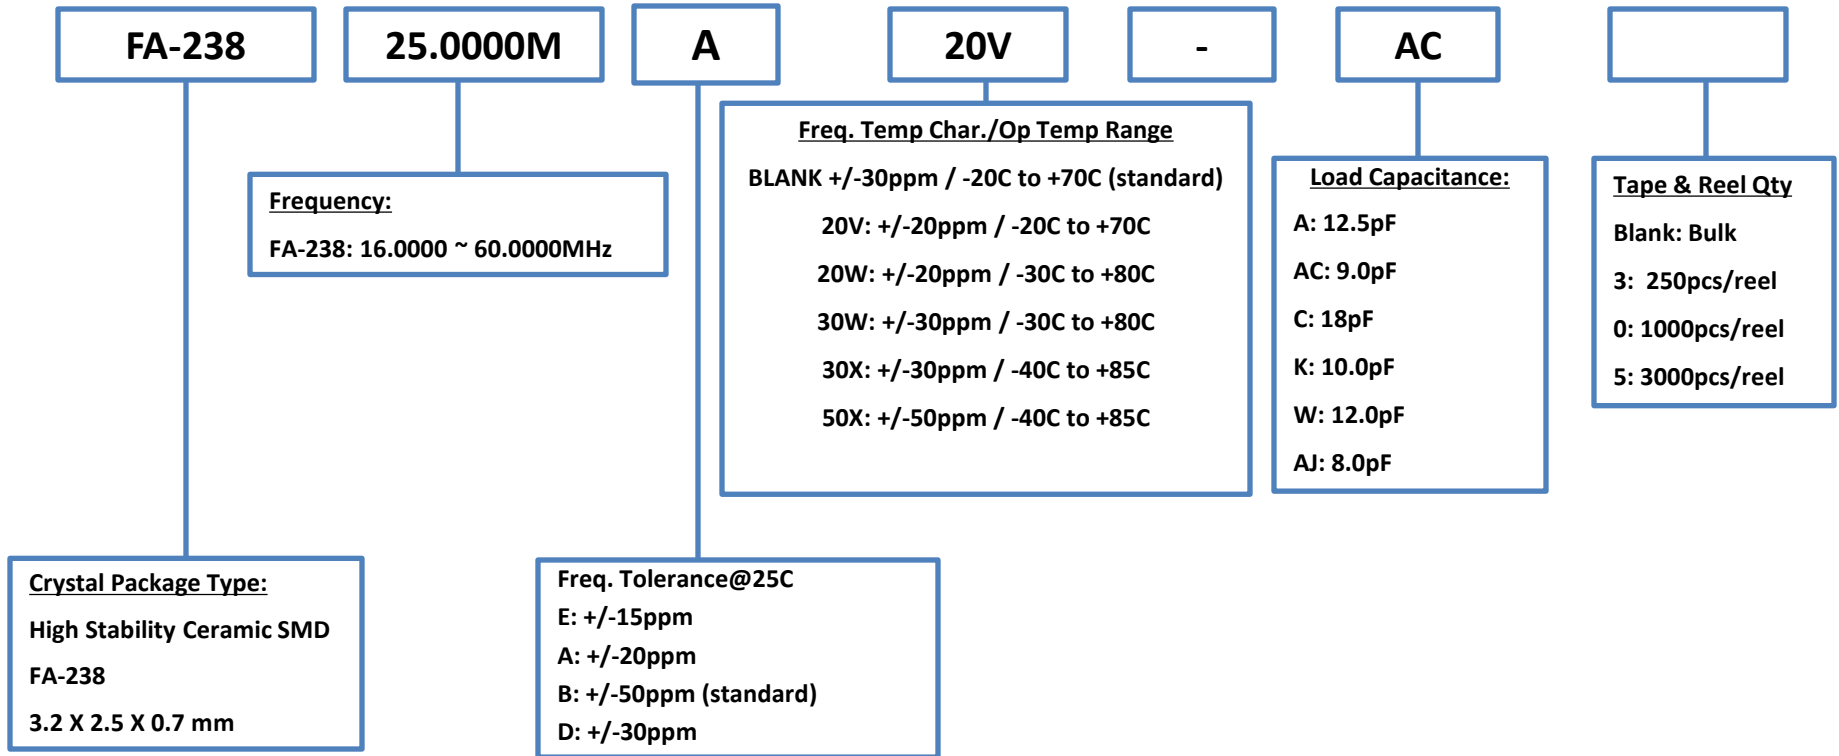 FA-238 25.0000M A 20V - AC
Freq. Temp Char./Op Temp Range
BLANK +/-30ppm / -20C to +70C (standard)
20V: +/-20ppm / -20C to +70C
20W: +/-20ppm / -30C to +80C
30W: +/-30ppm / -30C to +80C
30X: +/-30ppm / -40C to +85C
50X: +/-50ppm / -40C to +85C
Frequency:
FA-238: 16.0000 ~ 60.0000MHz
Load Capacitance:
A: 12.5pF
AC: 9.0pF
C: 18pF
K: 10.0pF
W: 12.0pF
AJ: 8.0pF
Tape & Reel Qty
Blank: Bulk
3: 250pcs/reel
0: 1000pcs/reel
5: 3000pcs/reel
Crystal Package Type:
High Stability Ceramic SMD
FA-238
3.2 X 2.5 X 0.7 mm
Freq. Tolerance@25C
E: +/-15ppm
A: +/-20ppm
B: +/-50ppm (standard)
D: +/-30ppm